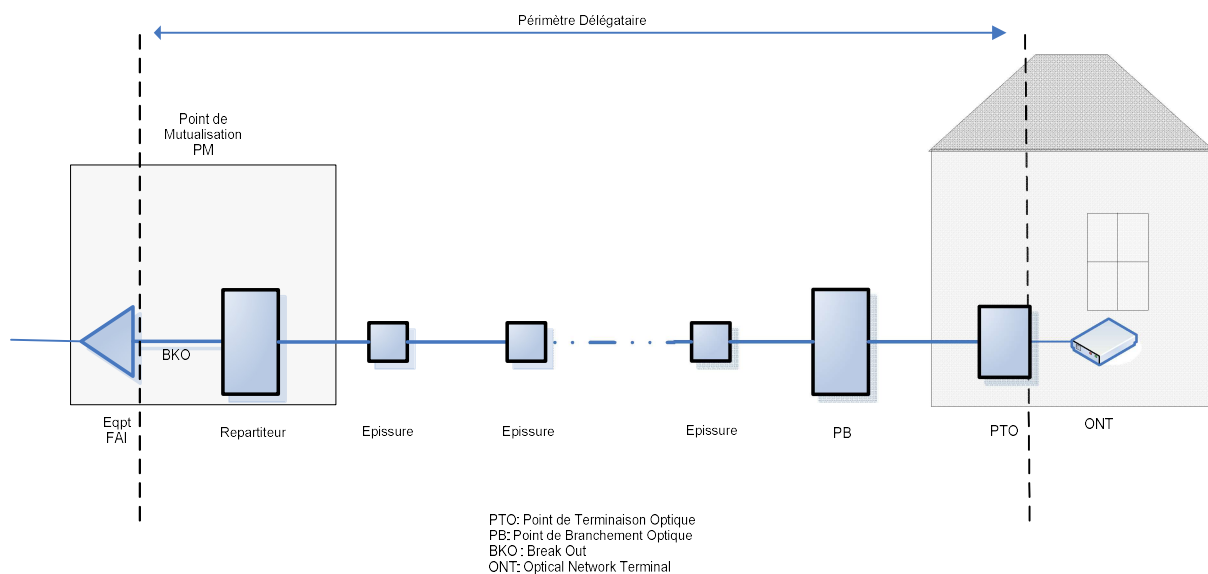 Périmètre Délégataire
Point de
Mutualisation
PM
BKO
Eqpt
FAI
Repartiteur
Epissure
Epissure
Epissure
PB
PTO
ONT
PTO: Point de Terminaison Optique
PB: Point de Branchement Optique
BKO : Break Out
ONT: Optical Network Terminal